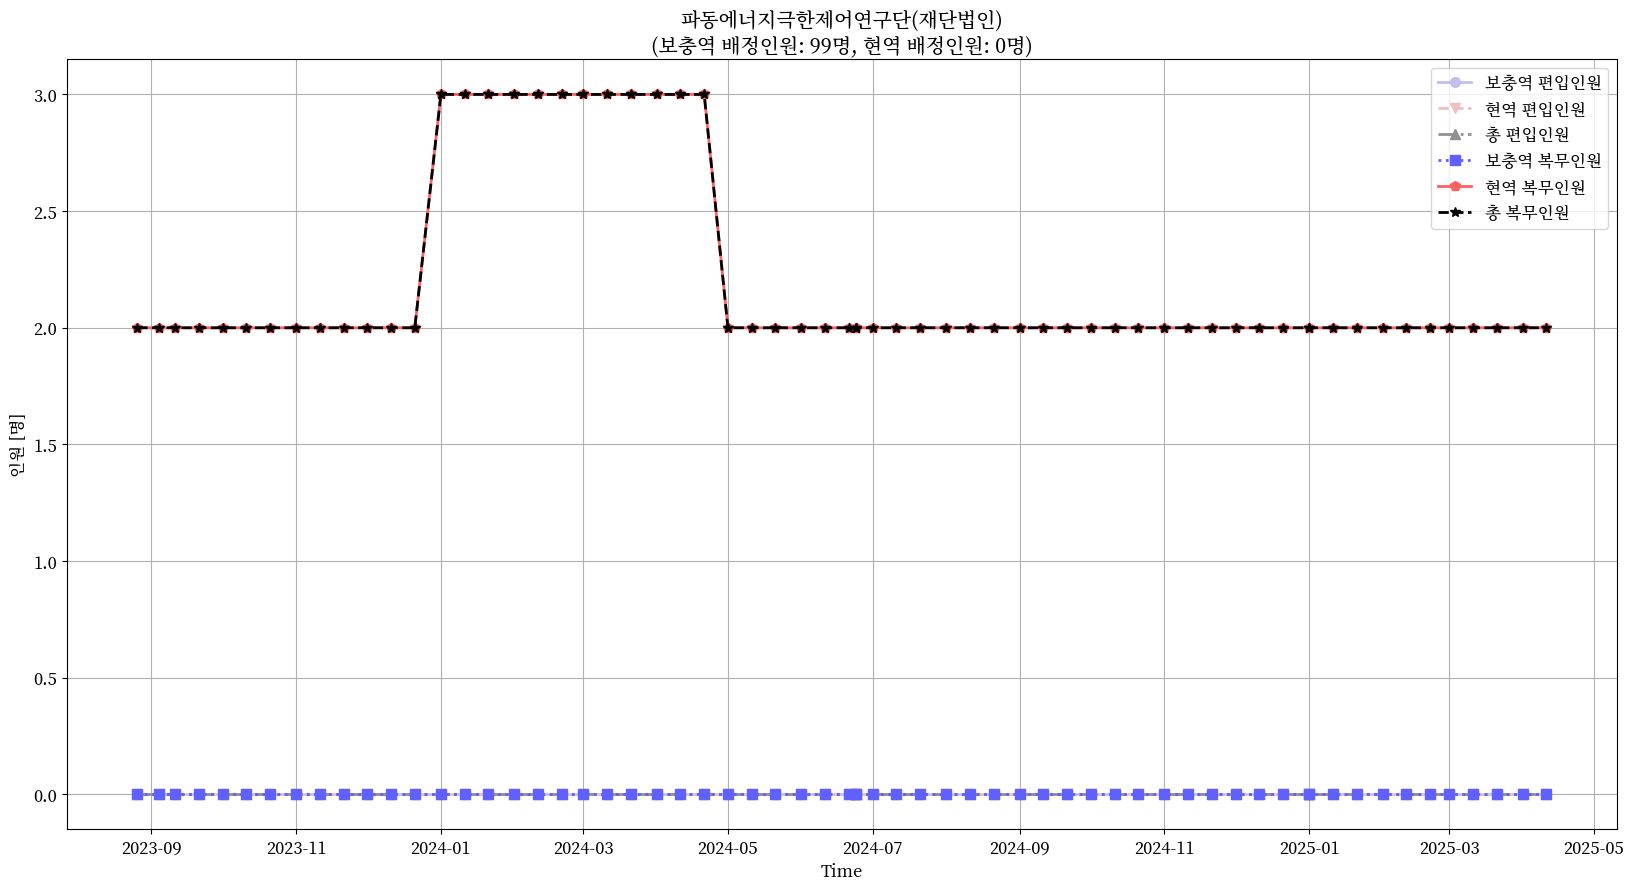 파동에너지극한제어연구단(재단법인)
(보충역 배정인원: 99명, 현역 배정인원: 0명)
보충역 편입인원
현역 편입인원
총 편입인원
보충역 복무인원
현역 복무인원
총 복무인원
3.0
2.5
2.0
1.5
1.0
0.5
0.0
인원 [명]
2023-09
2023-11
2024-01
2024-03
2024-05
2024-07
2024-09
2024-11
2025-01
2025-03
2025-05
Time